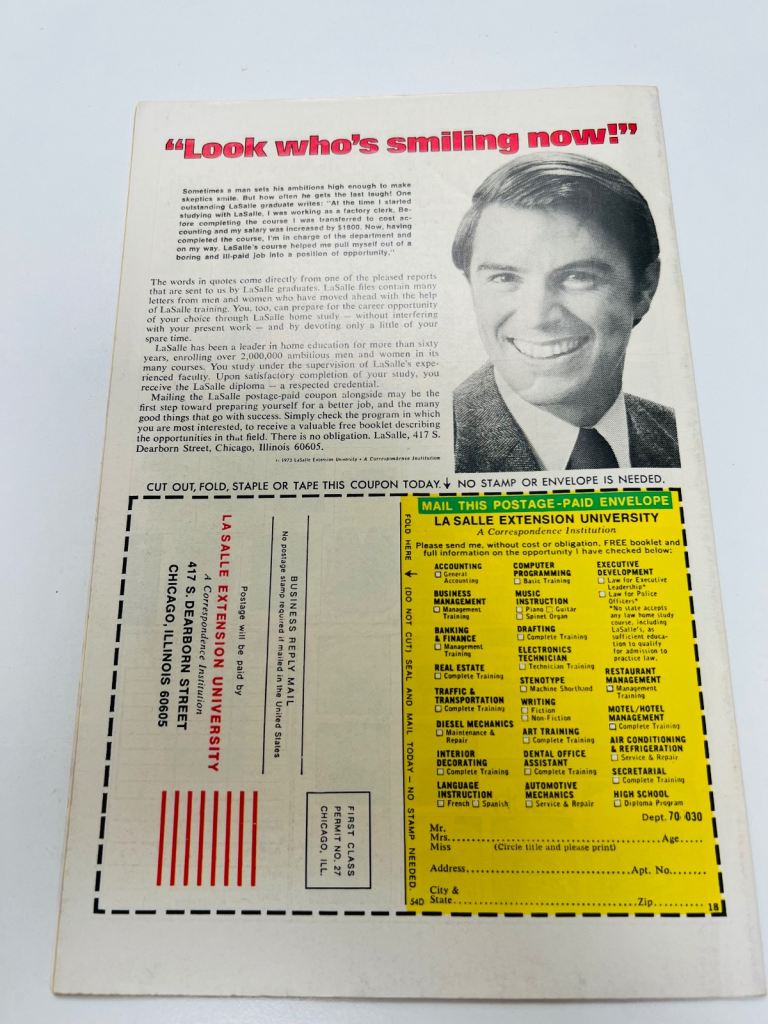 “Look who's smiling now!”
Sometimes a man sets his ambitions high enough to make
skeptics smile. But how often he gets the last laugh! One
outstanding LaSalle graduate writes: "At the time I started
studying with LaSalle, I was working as a factory clerk. Be-
fore completing the course I was transferred to cost ac-
counting and my salary was increased by $1800. Now, having
completed the course, I'm in charge of the department and
on my way. LaSalle's course helped me pull myself out of a
boring and ill-paid job into a position of opportunity."
The words in quotes come directly from one of the pleased reports
that are sent to us by LaSalle graduates. LaSalle files contain many
letters from men and women who have moved ahead with the help
of LaSalle training. You, too, can prepare for the career opportunity
of your choice through LaSalle home study — without interfering
with your present work — and by devoting only a little of your
spare time.
LaSalle has been a leader in home education for more than sixty
years, enrolling over 2,000,000 ambitious men and women in its
many courses. You study under the supervision of LaSalle's expe-
rienced faculty. Upon satisfactory completion of your study, you
receive the LaSalle diploma — a respected credential.
Mailing the LaSalle postage-paid coupon alongside may be the
first step toward preparing yourself for a better job, and the many
good things that go with success. Simply check the program in which
you are most interested, to receive a valuable free booklet describing
the opportunities in that field. There is no obligation. LaSalle, 417 S.
Dearborn Street, Chicago, Illinois 60605.
© 1973 LaSalle Extension University • A Correspondence Institution
CUT OUT, FOLD, STAPLE OR TAPE THIS COUPON TODAY. ↓ NO STAMP OR ENVELOPE IS NEEDED.
BUSINESS REPLY MAIL
No postage stamp required if mailed in the United States
Postage will be paid by
LA SALLE EXTENSION UNIVERSITY
A Correspondence Institution
417 S. DEARBORN STREET
CHICAGO, ILLINOIS 60605
FIRST CLASS
PERMIT NO. 27
CHICAGO, ILL.
FOLD HERE → (DO NOT CUT) SEAL AND MAIL TODAY — NO STAMP NEEDED.
54D
MAIL THIS POSTAGE-PAID ENVELOPE
LA SALLE EXTENSION UNIVERSITY
A Correspondence Institution
Please send me, without cost or obligation, FREE booklet and
full information on the opportunity I have checked below:
ACCOUNTING
□ General
Accounting
BUSINESS
MANAGEMENT
□ Management
Training
BANKING
& FINANCE
□ Management
Training
REAL ESTATE
□ Complete Training
TRAFFIC &
TRANSPORTATION
□ Complete Training
DIESEL MECHANICS
□ Maintenance &
Repair
INTERIOR
DECORATING
□ Complete Training
LANGUAGE
INSTRUCTION
□ French □ Spanish
COMPUTER
PROGRAMMING
□ Basic Training
MUSIC
INSTRUCTION
□ Piano □ Guitar
□ Spinet Organ
DRAFTING
□ Complete Training
ELECTRONICS
TECHNICIAN
□ Technician Training
STENOTYPE
□ Machine Shorthand
WRITING
□ Fiction
□ Non-Fiction
ART TRAINING
□ Complete Training
DENTAL OFFICE
ASSISTANT
□ Complete Training
AUTOMOTIVE
MECHANICS
□ Service & Repair
EXECUTIVE
DEVELOPMENT
□ Law for Executive
Leadership*
□ Law for Police
Officers*
*No state accepts
any law home study
course, including
LaSalle's, as
sufficient educa-
tion to qualify
for admission to
practice law.
RESTAURANT
MANAGEMENT
□ Management
Training
MOTEL/HOTEL
MANAGEMENT
□ Complete Training
AIR CONDITIONING
& REFRIGERATION
□ Service & Repair
SECRETARIAL
□ Complete Training
HIGH SCHOOL
□ Diploma Program
Dept. 70-030
Mr.
Mrs. Age
Miss (Circle title and please print)
Address Apt. No.
City &
State Zip
18